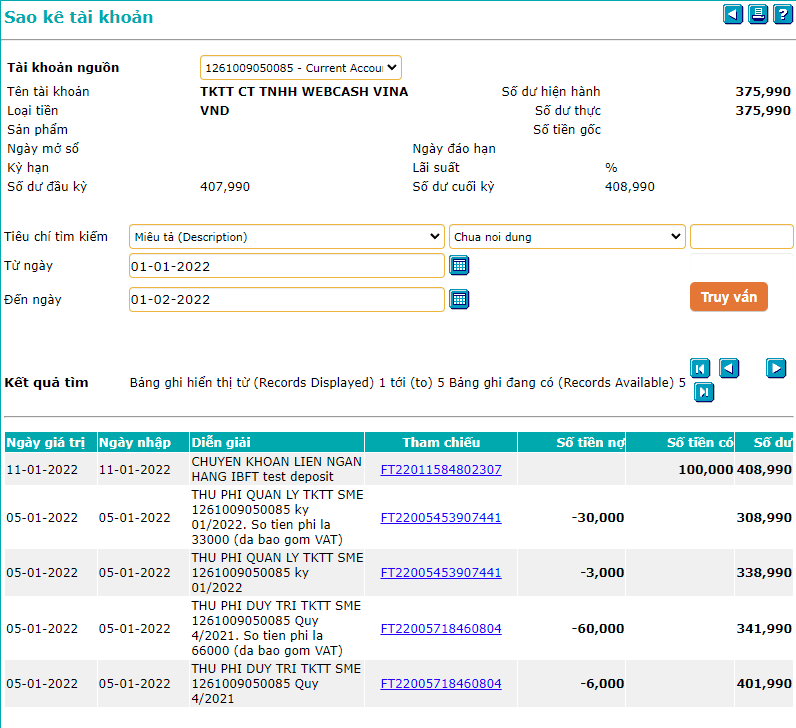 Sao kê tài khoản
?
Tài khoản nguồn 1261009050085 - Current Accou
Tên tài khoản TKTT CT TNHH WEBCASH VINA Số dư hiện hành 375,990
Loại tiền VND Số dư thực 375,990
Sản phẩm Số tiền gốc
Ngày mở sổ Ngày đáo hạn
Kỳ hạn Lãi suất %
Số dư đầu kỳ 407,990 Số dư cuối kỳ 408,990
Tiêu chí tìm kiếm Miêu tả (Description) Chua noi dung
Từ ngày 01-01-2022
Đến ngày 01-02-2022 Truy vấn
Kết quả tìm Bảng ghi hiển thị từ (Records Displayed) 1 tới (to) 5 Bảng ghi đang có (Records Available) 5
Ngày giá trị Ngày nhập Diễn giải Tham chiếu Số tiền nợ Số tiền có Số dư
11-01-2022 11-01-2022 CHUYEN KHOAN LIEN NGAN
HANG IBFT test deposit FT22011584802307 100,000 408,990
05-01-2022 05-01-2022 THU PHI QUAN LY TKTT SME
1261009050085 ky
01/2022. So tien phi la
33000 (da bao gom VAT) FT22005453907441 -30,000 308,990
05-01-2022 05-01-2022 THU PHI QUAN LY TKTT SME
1261009050085 ky
01/2022 FT22005453907441 -3,000 338,990
05-01-2022 05-01-2022 THU PHI DUY TRI TKTT SME
1261009050085 Quy
4/2021. So tien phi la
66000 (da bao gom VAT) FT22005718460804 -60,000 341,990
05-01-2022 05-01-2022 THU PHI DUY TRI TKTT SME
1261009050085 Quy
4/2021 FT22005718460804 -6,000 401,990